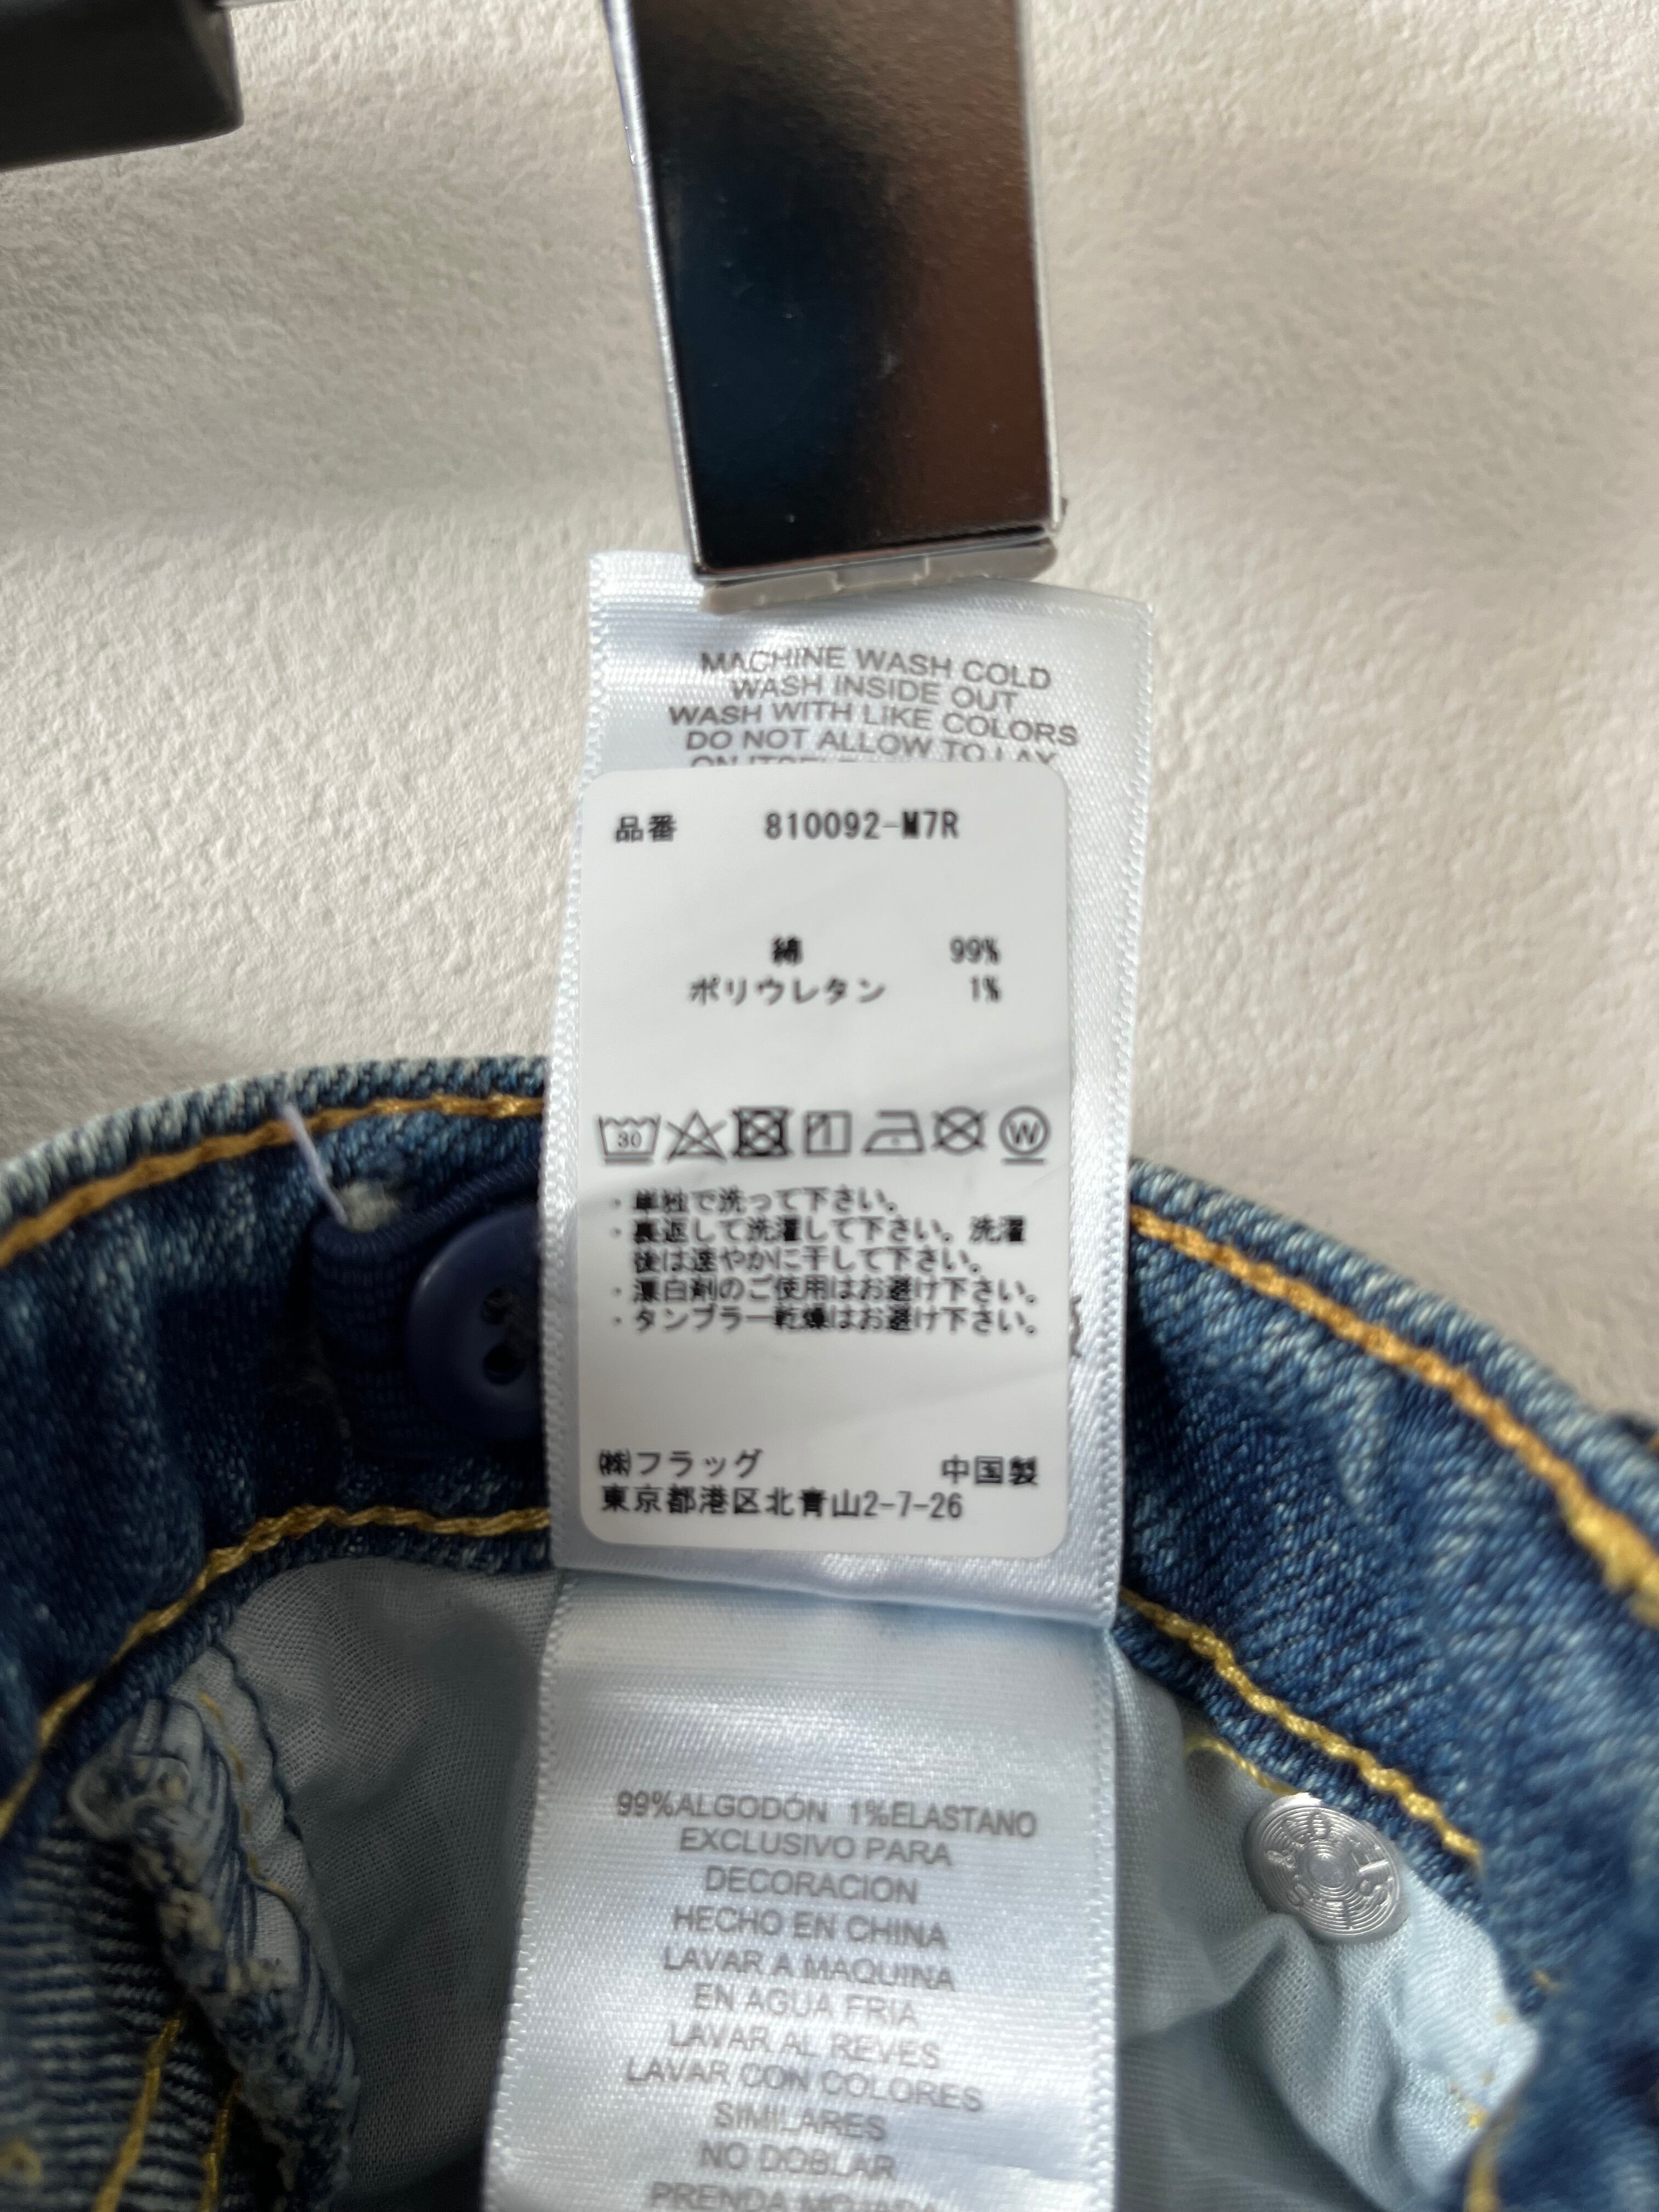 MACHINE WASH COLD
WASH INSIDE OUT
WASH WITH LIKE COLORS
DO NOT ALLOW TO LAY
品番 810092-M7R
綿 99%
ポリウレタン 1%
30
W
・単独で洗って下さい。
・裏返して洗濯して下さい。洗濯
後は速やかに干して下さい。
・漂白剤のご使用はお避け下さい。
・タンブラー乾燥はお避け下さい。
㈱フラッグ 中国製
東京都港区北青山2-7-26
99%ALGODÓN 1%ELASTANO
EXCLUSIVO PARA
DECORACION
HECHO EN CHINA
LAVAR A MAQUINA
EN AGUA FRIA
LAVAR AL REVES
LAVAR CON COLORES
SIMILARES
NO DOBLAR
PRENDA MOJADA